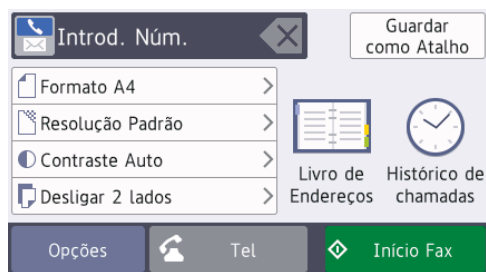 Introd. Núm.
Guardar
como Atalho
Formato A4
Resolução Padrão
Contraste Auto
Desligar 2 lados
Livro de
Endereços
Histórico de
chamadas
Opções
Tel
Início Fax